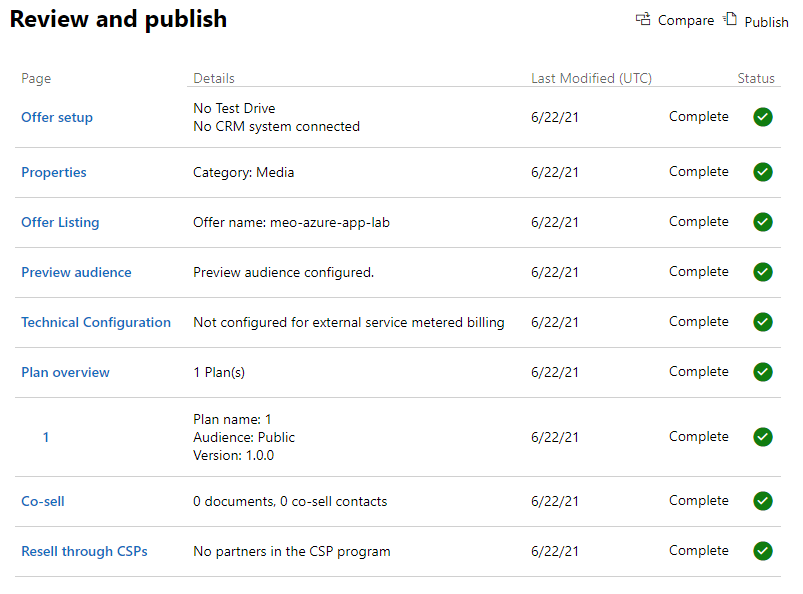 Review and publish
Compare Publish
Page Details Last Modified (UTC) Status
Offer setup
No Test Drive
No CRM system connected
6/22/21 Complete
Properties Category: Media 6/22/21 Complete
Offer Listing Offer name: meo-azure-app-lab 6/22/21 Complete
Preview audience Preview audience configured. 6/22/21 Complete
Technical Configuration Not configured for external service metered billing 6/22/21 Complete
Plan overview 1 Plan(s) 6/22/21 Complete
1
Plan name: 1
Audience: Public
Version: 1.0.0
6/22/21 Complete
Co-sell 0 documents, 0 co-sell contacts 6/22/21 Complete
Resell through CSPs No partners in the CSP program 6/22/21 Complete